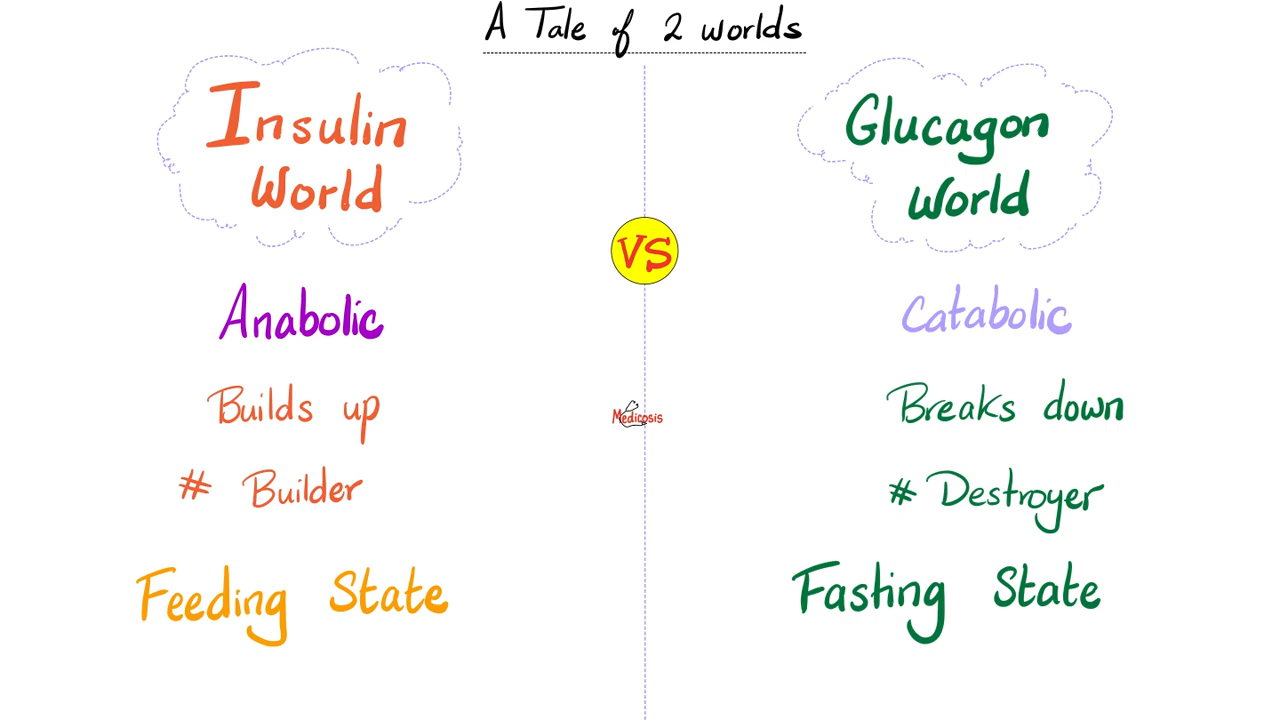 A Tale of 2 worlds
Insulin
World
Anabolic
Builds up
# Builder
Feeding State
VS
Medicosis
Glucagon
World
Catabolic
Breaks down
# Destroyer
Fasting State